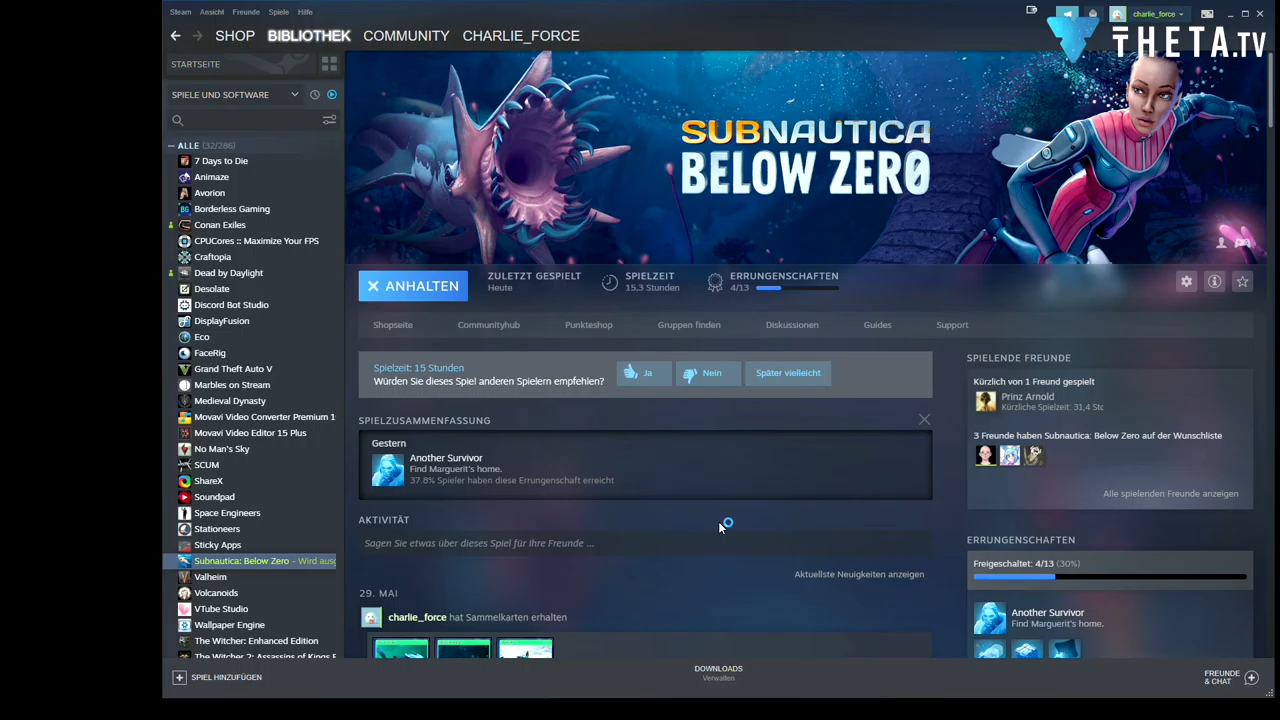 Steam Ansicht Freunde Spiele Hilfe
charlie_force
THETA.tv
SHOP BIBLIOTHEK COMMUNITY CHARLIE_FORCE
STARTSEITE
SPIELE UND SOFTWARE
ALLE (32/286)
7 Days to Die
Animaze
Avorion
Borderless Gaming
Conan Exiles
CPUCores :: Maximize Your FPS
Craftopia
Dead by Daylight
Desolate
Discord Bot Studio
DisplayFusion
Eco
FaceRig
Grand Theft Auto V
Marbles on Stream
Medieval Dynasty
Movavi Video Converter Premium 1
Movavi Video Editor 15 Plus
No Man's Sky
SCUM
ShareX
Soundpad
Space Engineers
Stationeers
Sticky Apps
Subnautica: Below Zero - Wird ausg
Valheim
Volcanoids
VTube Studio
Wallpaper Engine
The Witcher: Enhanced Edition
The Witcher 2: Assassins of Kings E
SPIEL HINZUFÜGEN
SUBNAUTICA
BELOW ZERO
ANHALTEN
ZULETZT GESPIELT
Heute
SPIELZEIT
15,3 Stunden
ERRUNGENSCHAFTEN
4/13
Shopseite Communityhub Punkteshop Gruppen finden Diskussionen Guides Support
Spielzeit: 15 Stunden
Würden Sie dieses Spiel anderen Spielern empfehlen?
Ja Nein Später vielleicht
SPIELZUSAMMENFASSUNG
Gestern
Another Survivor
Find Marguerit's home.
37.8% Spieler haben diese Errungenschaft erreicht
AKTIVITÄT
Sagen Sie etwas über dieses Spiel für Ihre Freunde ...
Aktuellste Neuigkeiten anzeigen
29. MAI
charlie_force hat Sammelkarten erhalten
SPIELENDE FREUNDE
Kürzlich von 1 Freund gespielt
Prinz Arnold
Kürzliche Spielzeit: 31,4 Stc
3 Freunde haben Subnautica: Below Zero auf der Wunschliste
Alle spielenden Freunde anzeigen
ERRUNGENSCHAFTEN
Freigeschaltet: 4/13 (30%)
Another Survivor
Find Marguerit's home.
DOWNLOADS
Verwalten
FREUNDE
& CHAT